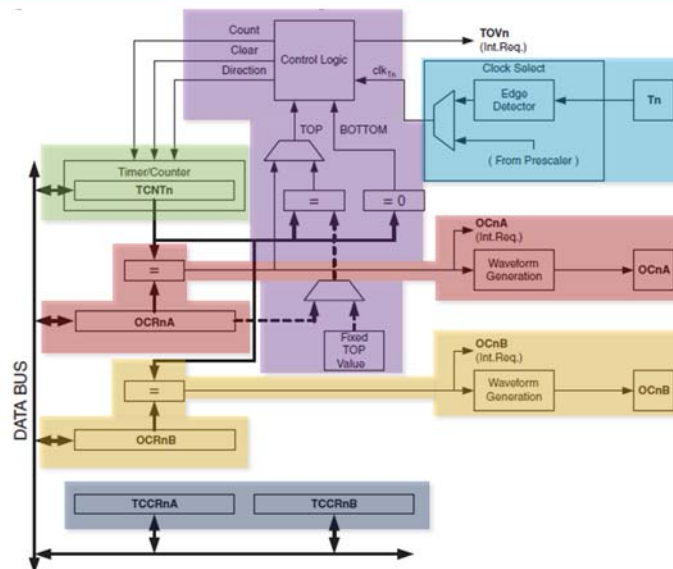 Count
Clear
Direction
Control Logic
TOVn
(Int.Req.)
clkTn
Clock Select
Edge
Detector
Tn
( From Prescaler )
TOP
BOTTOM
Timer/Counter
TCNTn
=
= 0
OCnA
(Int.Req.)
=
Waveform
Generation
OCnA
OCRnA
Fixed
TOP
Value
OCnB
(Int.Req.)
=
Waveform
Generation
OCnB
OCRnB
DATA BUS
TCCRnA
TCCRnB